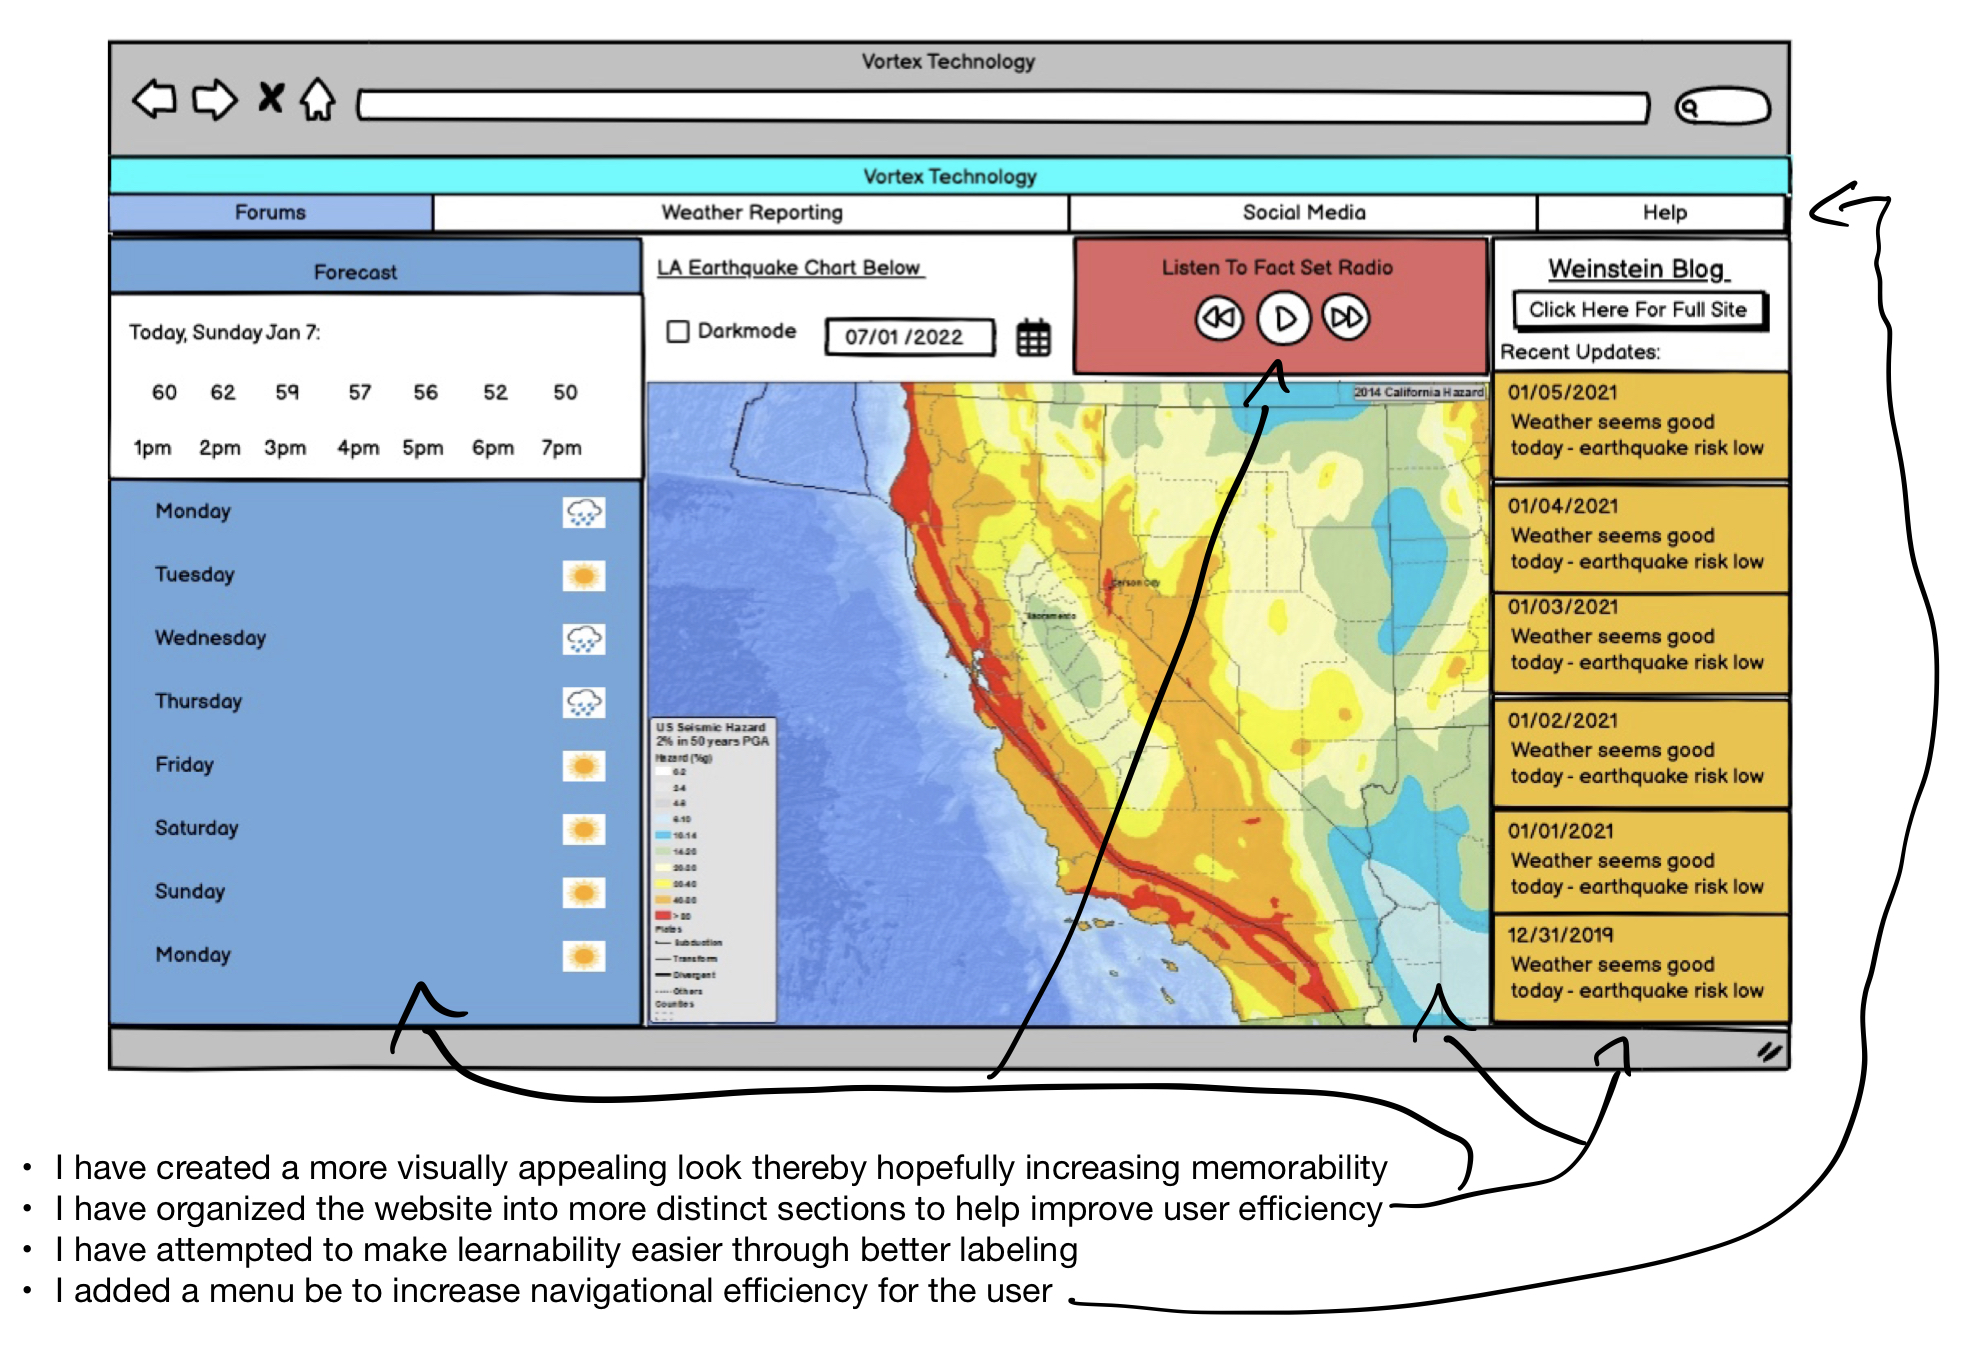 Vortex Technology
Vortex Technology
Forums
Weather Reporting
Social Media
Help
Forecast
Today, Sunday Jan 7:
60 62 59 57 56 52 50
1pm 2pm 3pm 4pm 5pm 6pm 7pm
Monday
Tuesday
Wednesday
Thursday
Friday
Saturday
Sunday
Monday
LA Earthquake Chart Below
Darkmode
07/01 /2022
Listen To Fact Set Radio
2014 California Hazard
Carson City
Sacramento
US Seismic Hazard
2% in 50 years PGA
Hazard (%g)
10-14
Plates
Subduction
Transform
Divergent
Others
Counties
Weinstein Blog
Click Here For Full Site
Recent Updates:
01/05/2021
Weather seems good
today - earthquake risk low
01/04/2021
Weather seems good
today - earthquake risk low
01/03/2021
Weather seems good
today - earthquake risk low
01/02/2021
Weather seems good
today - earthquake risk low
01/01/2021
Weather seems good
today - earthquake risk low
12/31/2019
Weather seems good
today - earthquake risk low
• I have created a more visually appealing look thereby hopefully increasing memorability
• I have organized the website into more distinct sections to help improve user efficiency
• I have attempted to make learnability easier through better labeling
• I added a menu be to increase navigational efficiency for the user